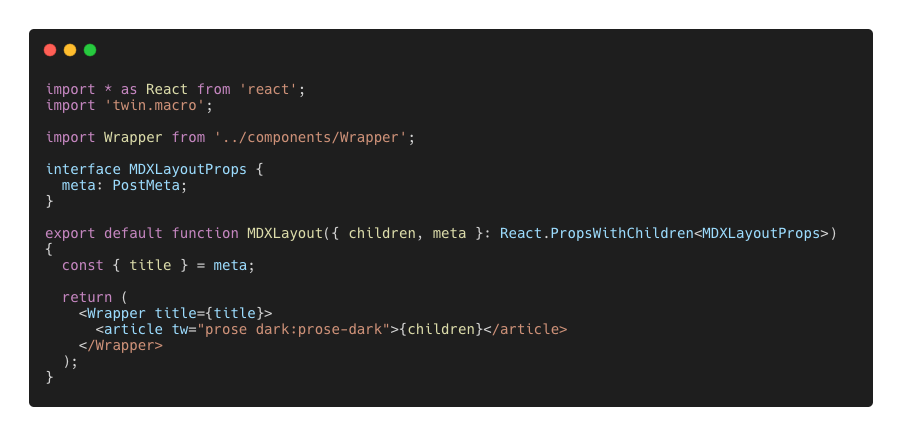 import * as React from 'react';
import 'twin.macro';

import Wrapper from '../components/Wrapper';

interface MDXLayoutProps {
  meta: PostMeta;
}

export default function MDXLayout({ children, meta }: React.PropsWithChildren<MDXLayoutProps>)
{
  const { title } = meta;

  return (
    <Wrapper title={title}>
      <article tw="prose dark:prose-dark">{children}</article>
    </Wrapper>
  );
}